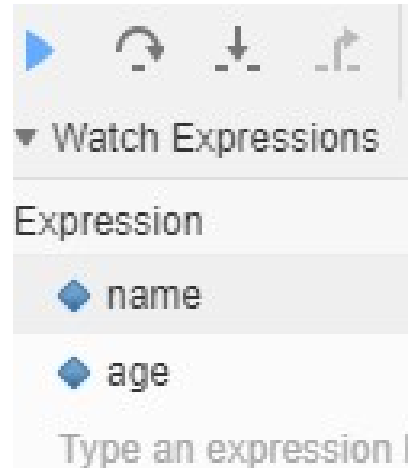 Watch Expressions
Expression
name
age
Type an expression